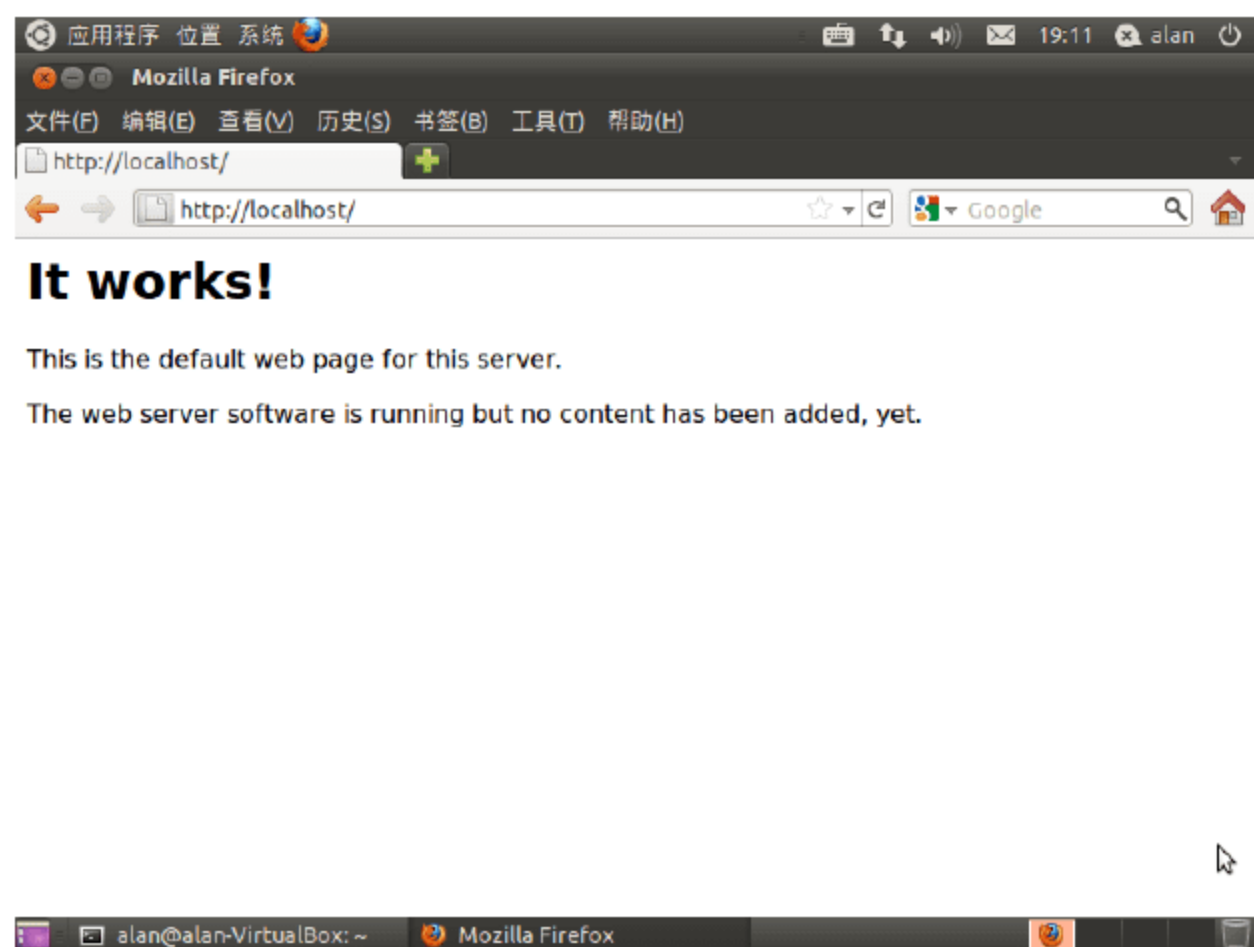 应用程序 位置 系统 19:11 alan
Mozilla Firefox
文件(F) 编辑(E) 查看(V) 历史(S) 书签(B) 工具(T) 帮助(H)
http://localhost/
http://localhost/ Google
It works!
This is the default web page for this server.
The web server software is running but no content has been added, yet.
alan@alan-VirtualBox: ~ Mozilla Firefox